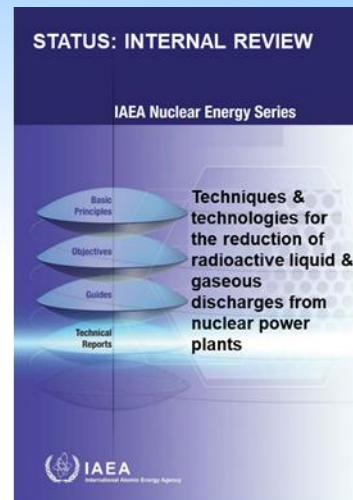 STATUS: INTERNAL REVIEW
IAEA Nuclear Energy Series
Basic
Principles
Objectives
Guides
Technical
Reports
Techniques &
technologies for
the reduction of
radioactive liquid &
gaseous
discharges from
nuclear power
plants
IAEA
International Atomic Energy Agency